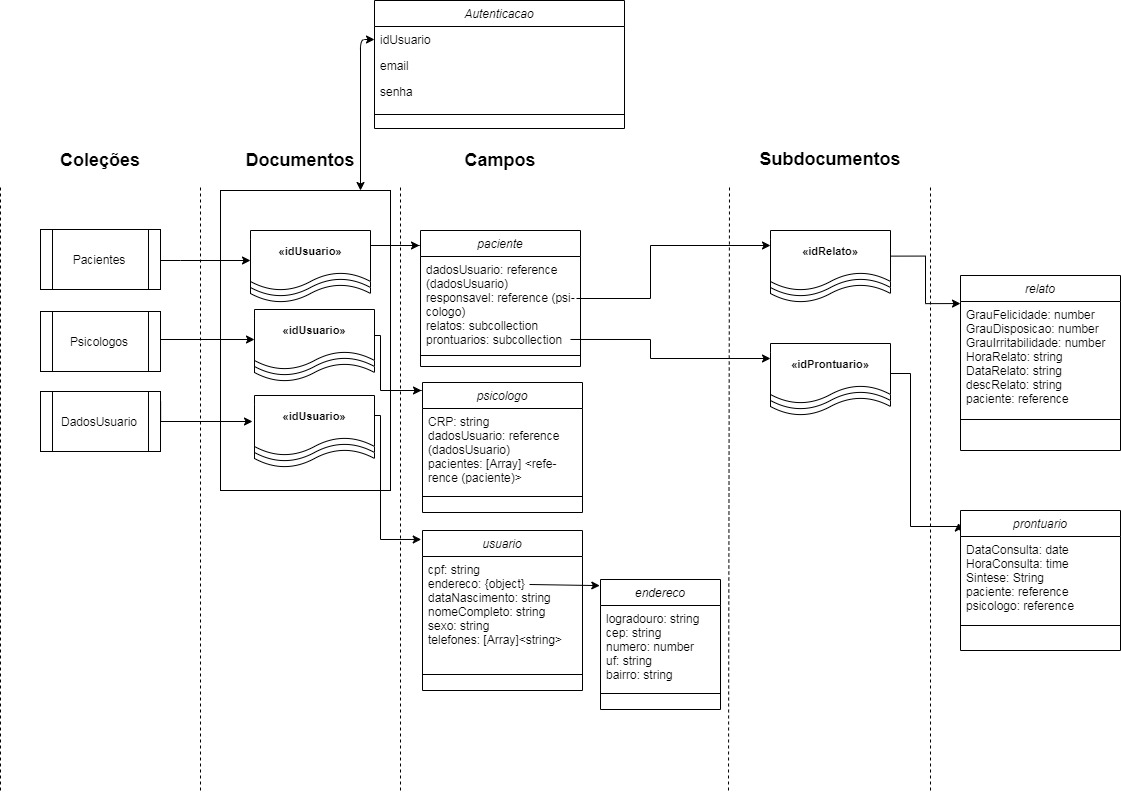 Autenticacao
idUsuario
email
senha
Coleções
Documentos
Campos
Subdocumentos
Pacientes
Psicologos
DadosUsuario
«idUsuario»
«idUsuario»
«idUsuario»
paciente
dadosUsuario: reference
(dadosUsuario)
responsavel: reference (psi-
cologo)
relatos: subcollection
prontuarios: subcollection
psicologo
CRP: string
dadosUsuario: reference
(dadosUsuario)
pacientes: [Array] <refe-
rence (paciente)>
usuario
cpf: string
endereco: {object}
dataNascimento: string
nomeCompleto: string
sexo: string
telefones: [Array]<string>
endereco
logradouro: string
cep: string
numero: number
uf: string
bairro: string
«idRelato»
«idProntuario»
relato
GrauFelicidade: number
GrauDisposicao: number
GrauIrritabilidade: number
HoraRelato: string
DataRelato: string
descRelato: string
paciente: reference
prontuario
DataConsulta: date
HoraConsulta: time
Sintese: String
paciente: reference
psicologo: reference